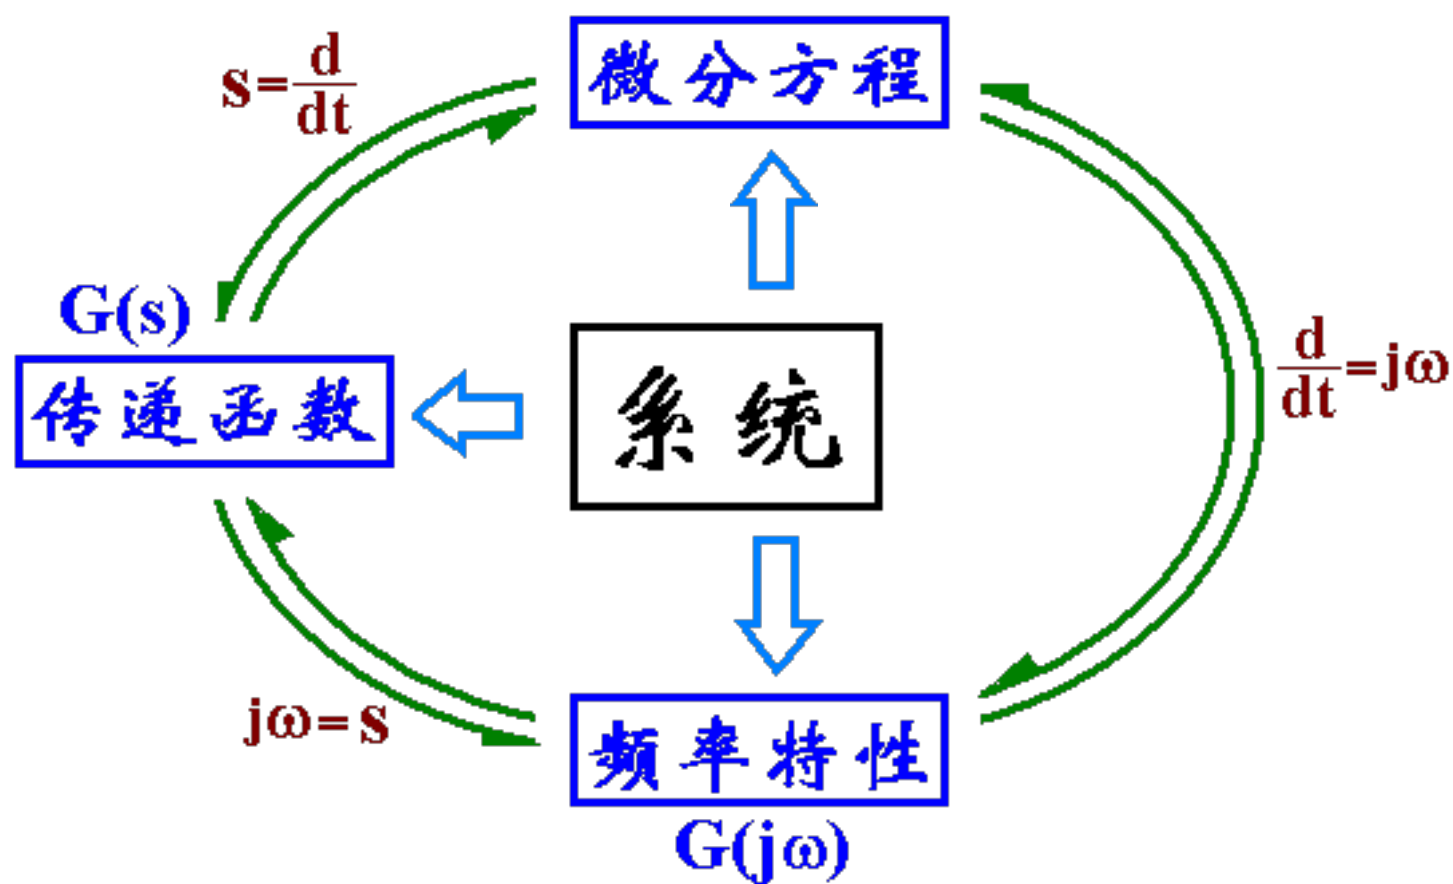 微分方程
s=d/dt
G(s)
传递函数
系统
d/dt=jω
jω=s
频率特性
G(jω)